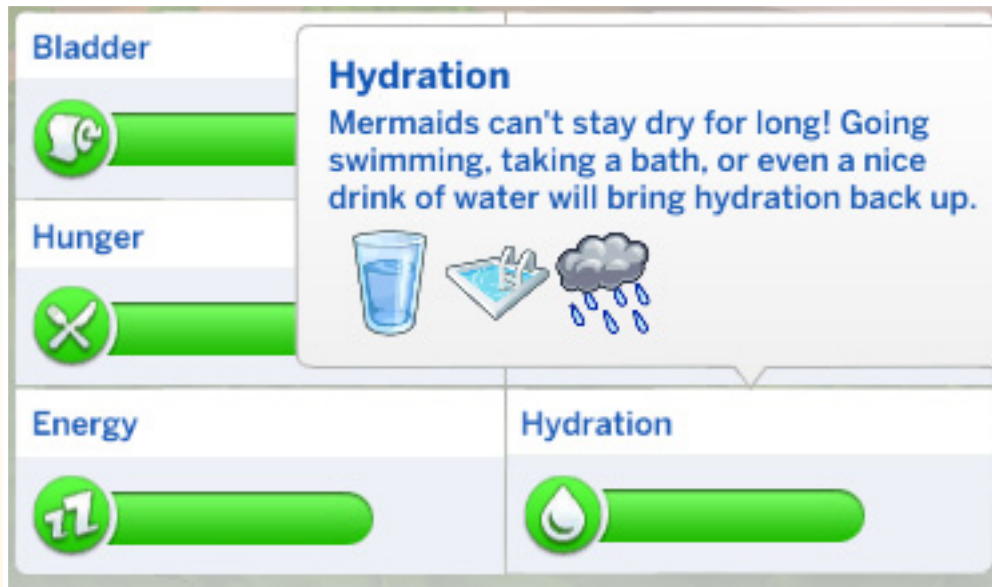 Bladder
Hydration
Mermaids can't stay dry for long! Going
swimming, taking a bath, or even a nice
drink of water will bring hydration back up.
Hunger
Energy
Hydration